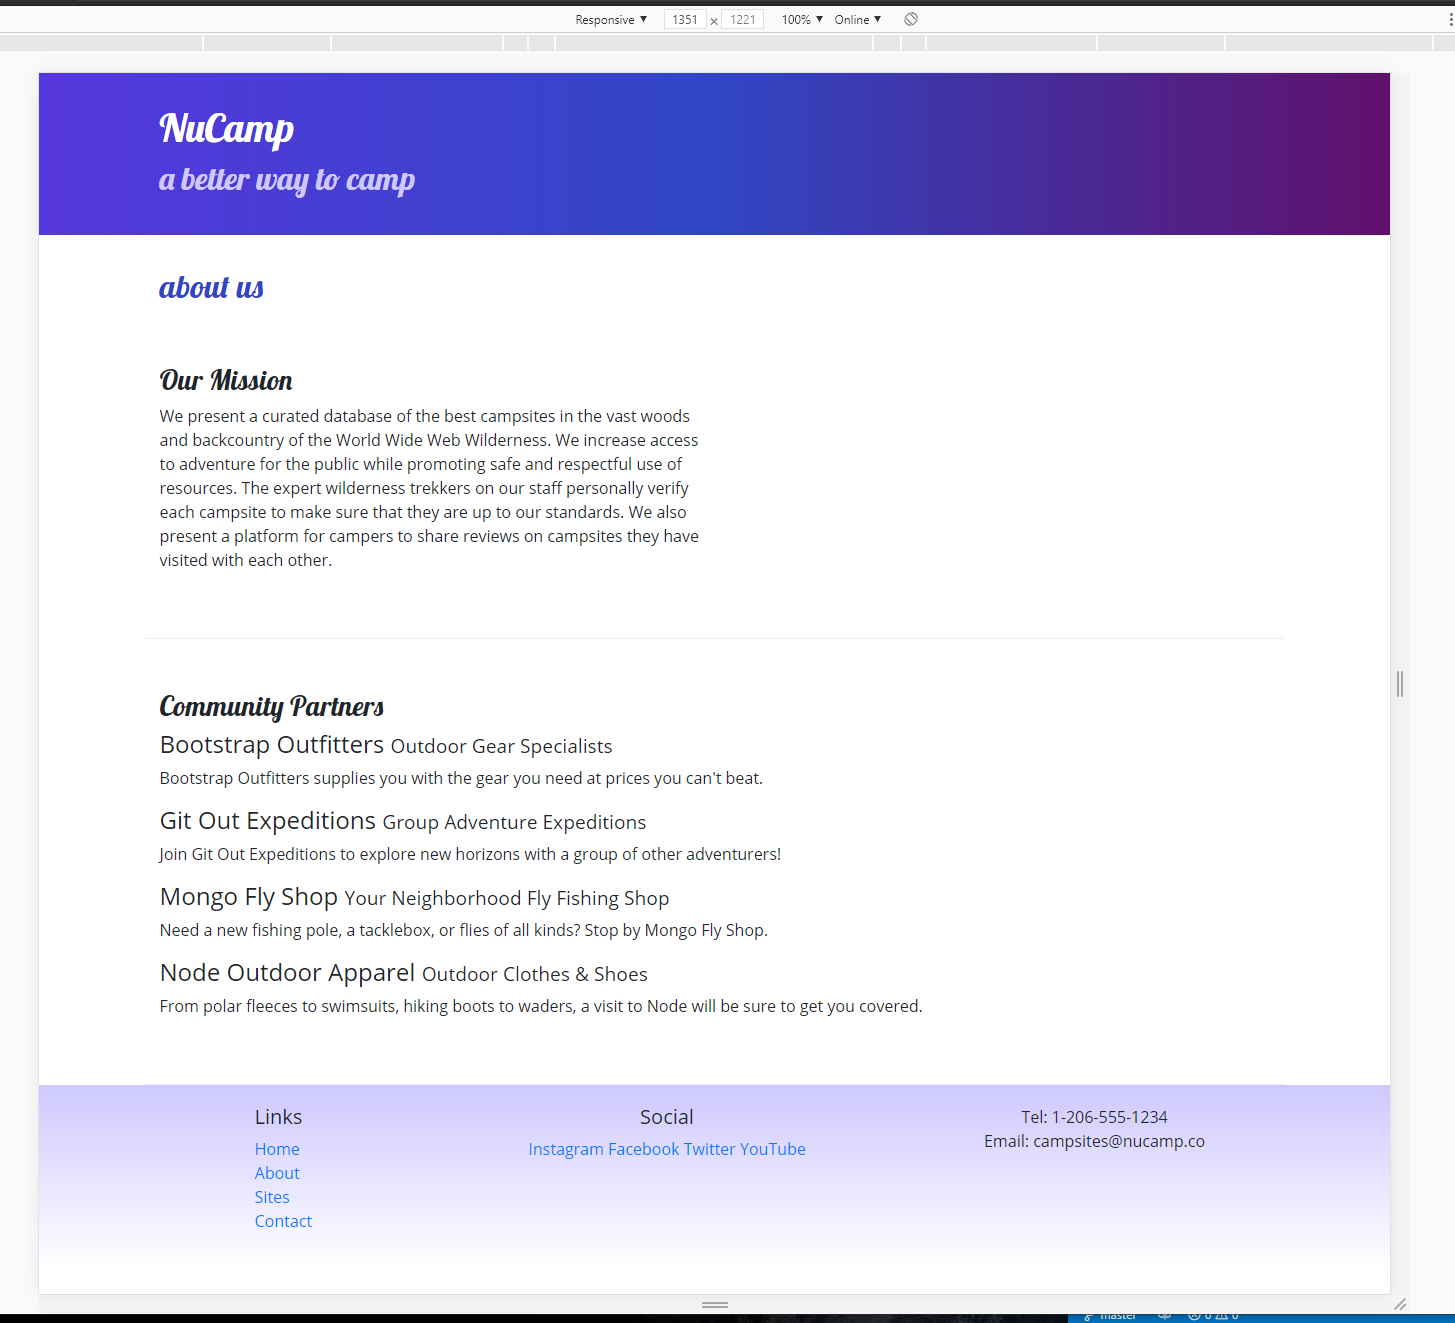 Responsive ▼ 1351 × 1221 100% ▼ Online ▼
NuCamp
a better way to camp
about us
Our Mission
We present a curated database of the best campsites in the vast woods
and backcountry of the World Wide Web Wilderness. We increase access
to adventure for the public while promoting safe and respectful use of
resources. The expert wilderness trekkers on our staff personally verify
each campsite to make sure that they are up to our standards. We also
present a platform for campers to share reviews on campsites they have
visited with each other.
Community Partners
Bootstrap Outfitters Outdoor Gear Specialists
Bootstrap Outfitters supplies you with the gear you need at prices you can't beat.
Git Out Expeditions Group Adventure Expeditions
Join Git Out Expeditions to explore new horizons with a group of other adventurers!
Mongo Fly Shop Your Neighborhood Fly Fishing Shop
Need a new fishing pole, a tacklebox, or flies of all kinds? Stop by Mongo Fly Shop.
Node Outdoor Apparel Outdoor Clothes & Shoes
From polar fleeces to swimsuits, hiking boots to waders, a visit to Node will be sure to get you covered.
Links
Home
About
Sites
Contact
Social
Instagram Facebook Twitter YouTube
Tel: 1-206-555-1234
Email: campsites@nucamp.co
master 0 0